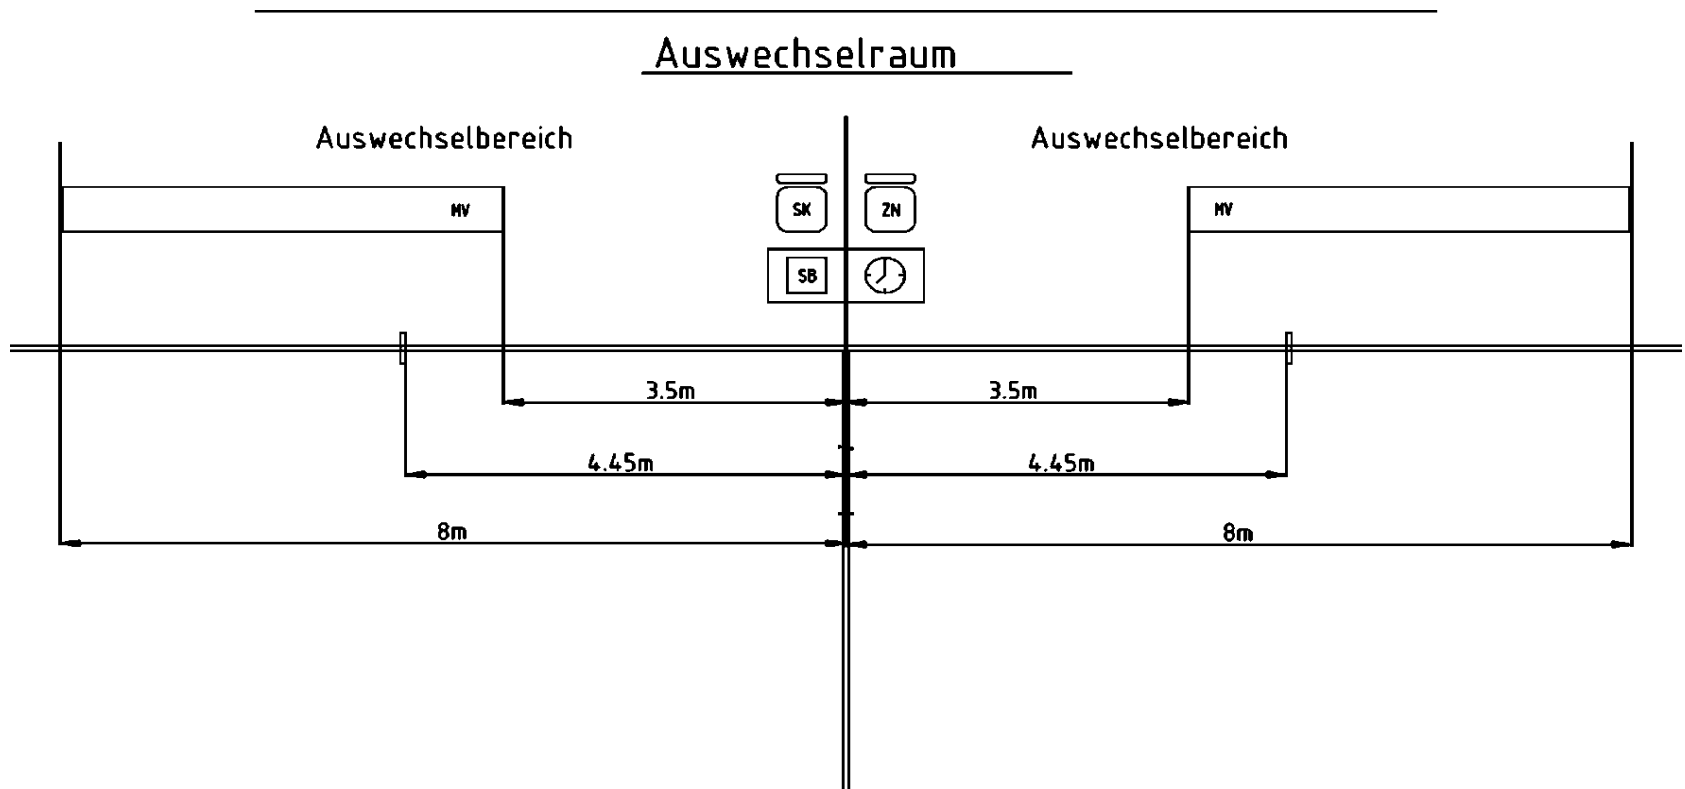 Auswechselraum
Auswechselbereich
Auswechselbereich
MV
SK
ZN
MV
SB
3.5m
3.5m
4.45m
4.45m
8m
8m